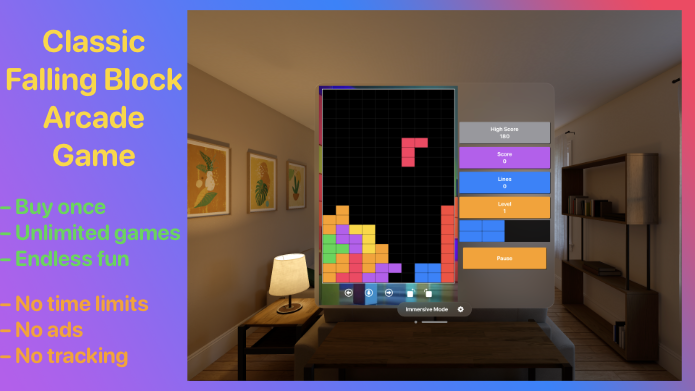 Classic
Falling Block
Arcade
Game
– Buy once
– Unlimited games
– Endless fun
– No time limits
– No ads
– No tracking
High Score
180
Score
0
Lines
0
Level
1
Pause
Immersive Mode